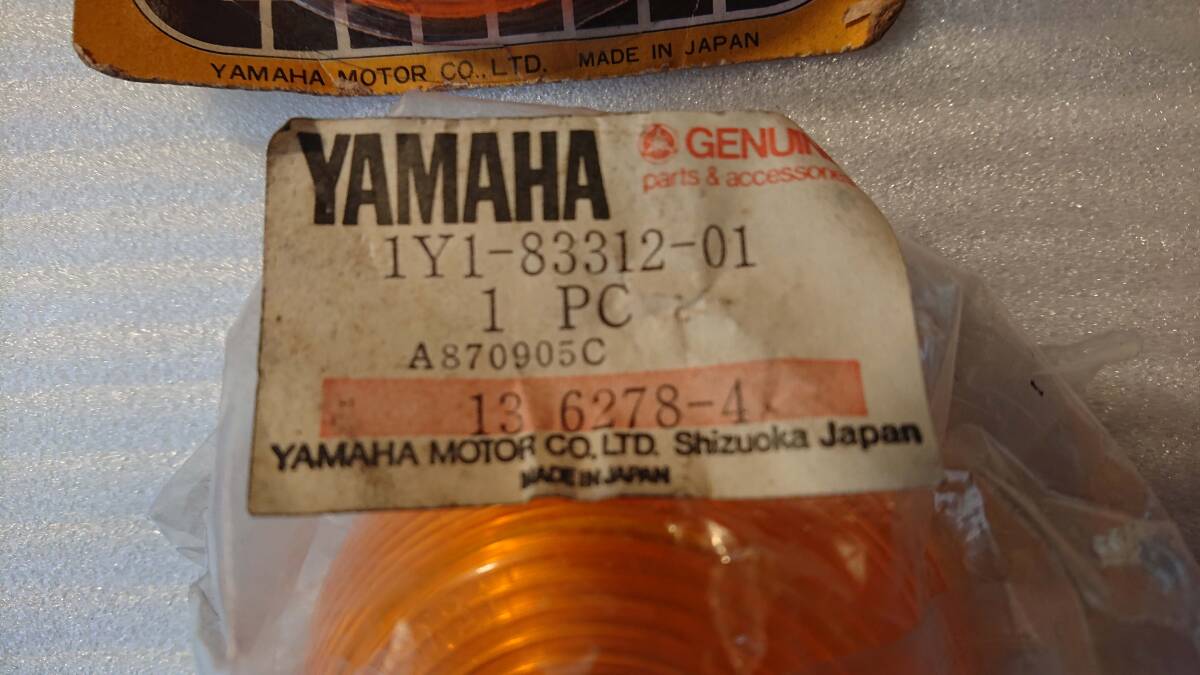 YAMAHA MOTOR CO., LTD. MADE IN JAPAN
YAMAHA
GENUIN
parts & accessorie
1Y1-83312-01
1 PC
A870905C
13 6278-4
YAMAHA MOTOR CO., LTD. Shizuoka Japan
MADE IN JAPAN